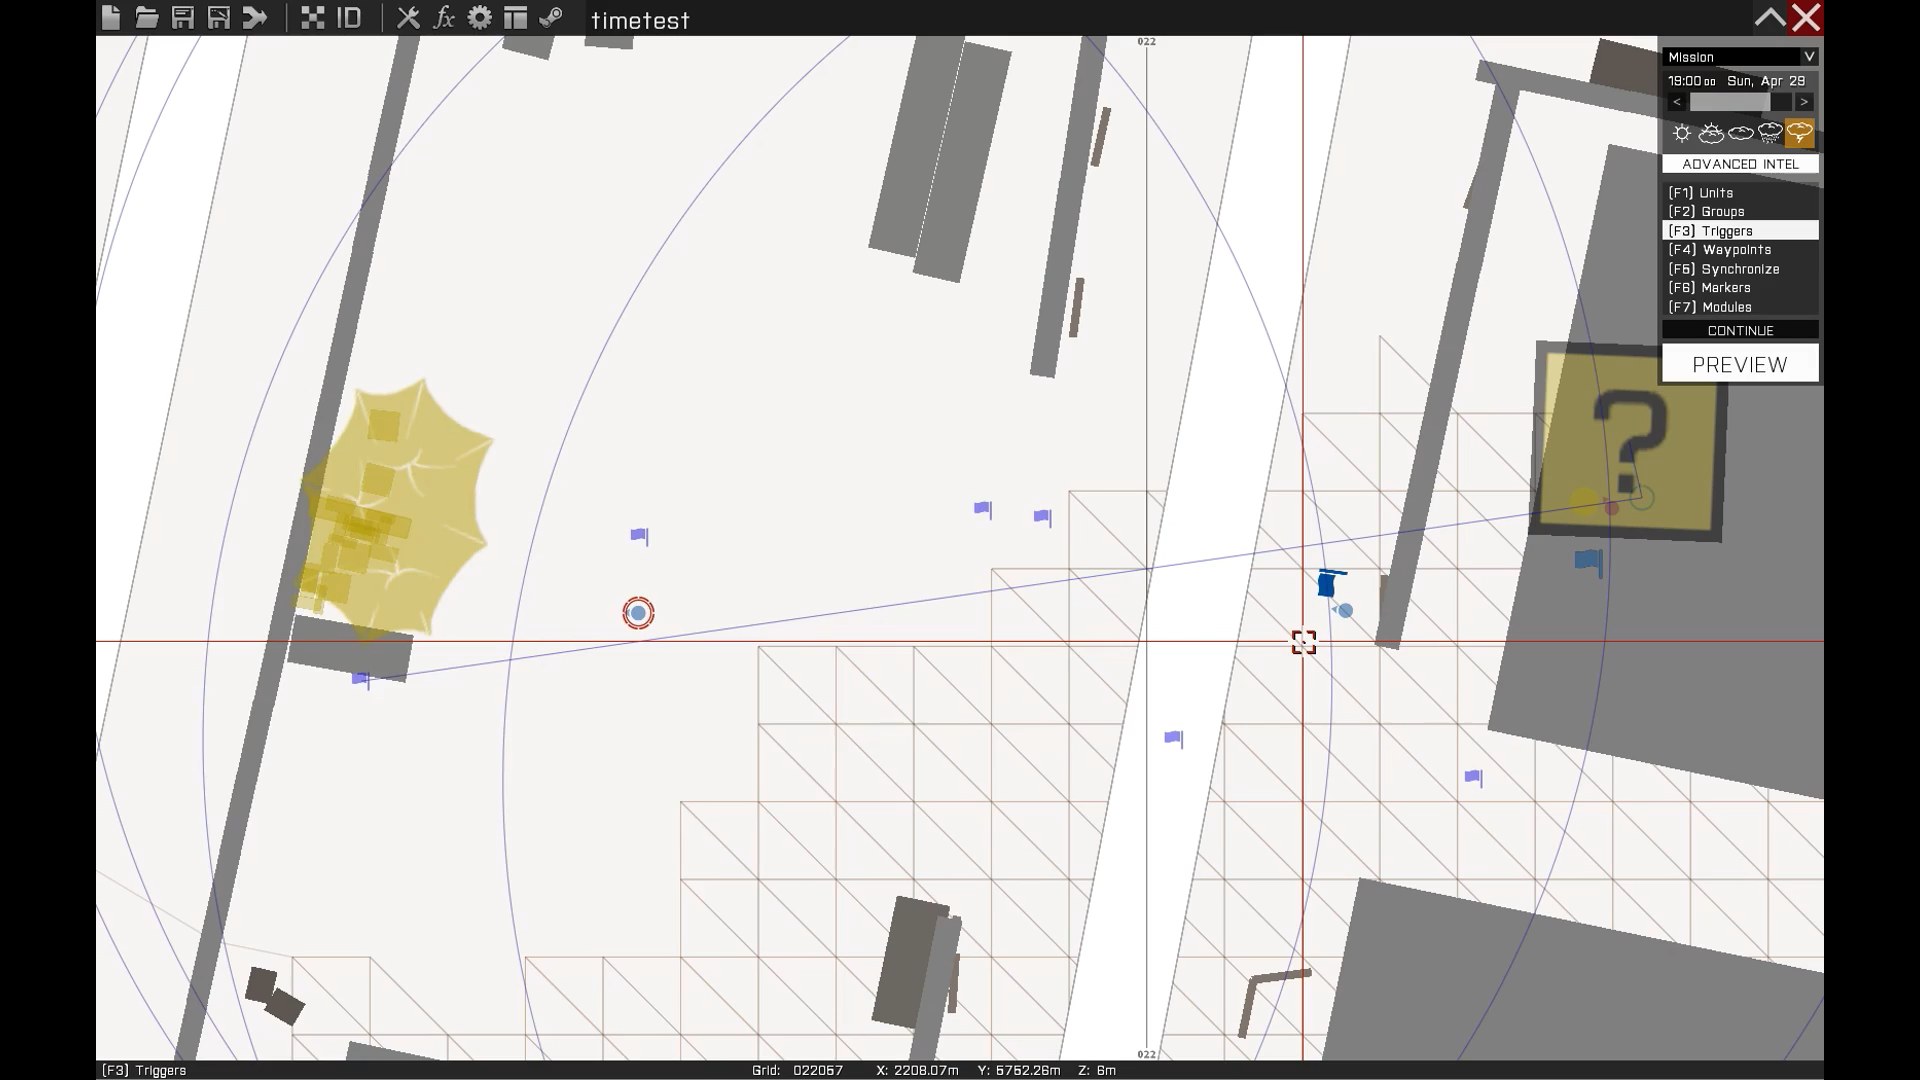 ID
fx
timetest
022
Mission
V
19:00 00 Sun, Apr 29
< >
ADVANCED INTEL
(F1) Units
(F2) Groups
(F3) Triggers
(F4) Waypoints
(F5) Synchronize
(F6) Markers
(F7) Modules
CONTINUE
PREVIEW
?
022
(F3) Triggers
Grid: 022057 X: 2208.07m Y: 5752.26m Z: 6m